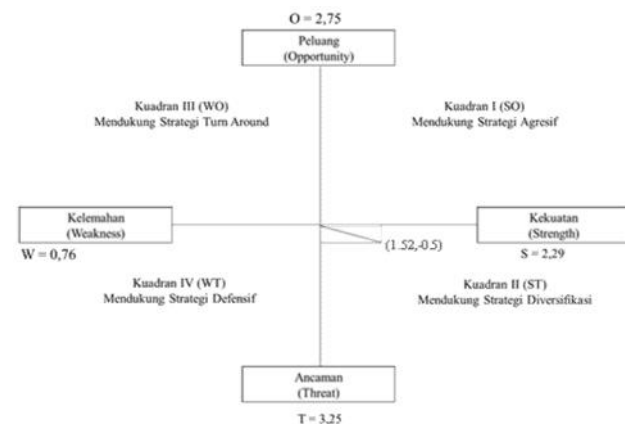 O = 2,75
Peluang
(Opportunity)
Kuadran III (WO)
Mendukung Strategi Turn Around
Kuadran I (SO)
Mendukung Strategi Agresif
Kelemahan
(Weakness)
Kekuatan
(Strength)
(1.52,-0.5)
W = 0,76
S = 2,29
Kuadran IV (WT)
Mendukung Strategi Defensif
Kuadran II (ST)
Mendukung Strategi Diversifikasi
Ancaman
(Threat)
T = 3,25